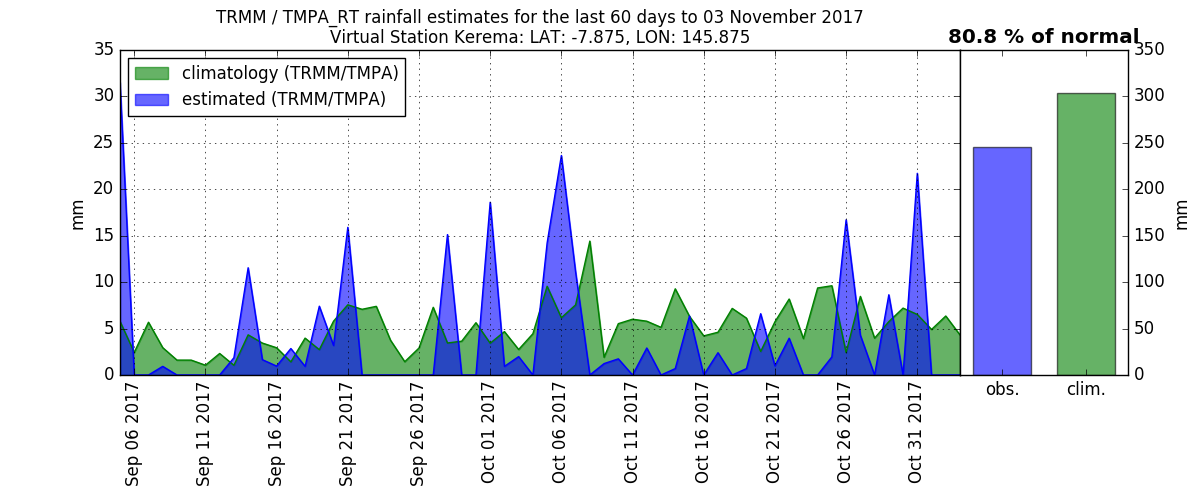 TRMM / TMPA_RT rainfall estimates for the last 60 days to 03 November 2017
Virtual Station Kerema: LAT: -7.875, LON: 145.875
80.8 % of normal
climatology (TRMM/TMPA)
estimated (TRMM/TMPA)
35
30
25
20
15
10
5
0
mm
Sep 06 2017
Sep 11 2017
Sep 16 2017
Sep 21 2017
Sep 26 2017
Oct 01 2017
Oct 06 2017
Oct 11 2017
Oct 16 2017
Oct 21 2017
Oct 26 2017
Oct 31 2017
obs.
clim.
350
300
250
200
150
100
50
0
mm